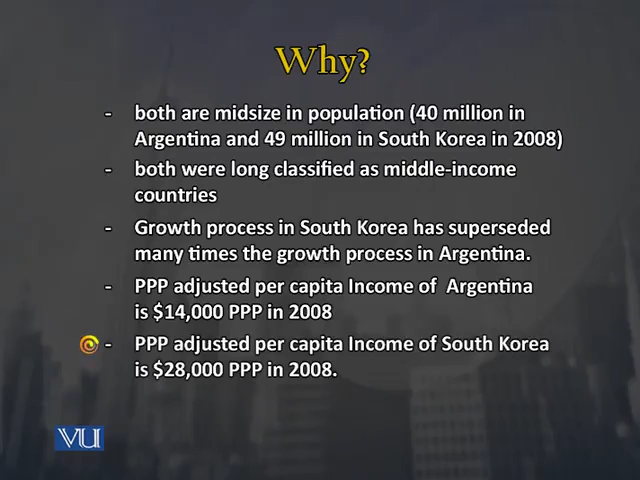 Why?
- both are midsize in population (40 million in
Argentina and 49 million in South Korea in 2008)
- both were long classified as middle-income
countries
- Growth process in South Korea has superseded
many times the growth process in Argentina.
- PPP adjusted per capita Income of Argentina
is $14,000 PPP in 2008
- PPP adjusted per capita Income of South Korea
is $28,000 PPP in 2008.
VU